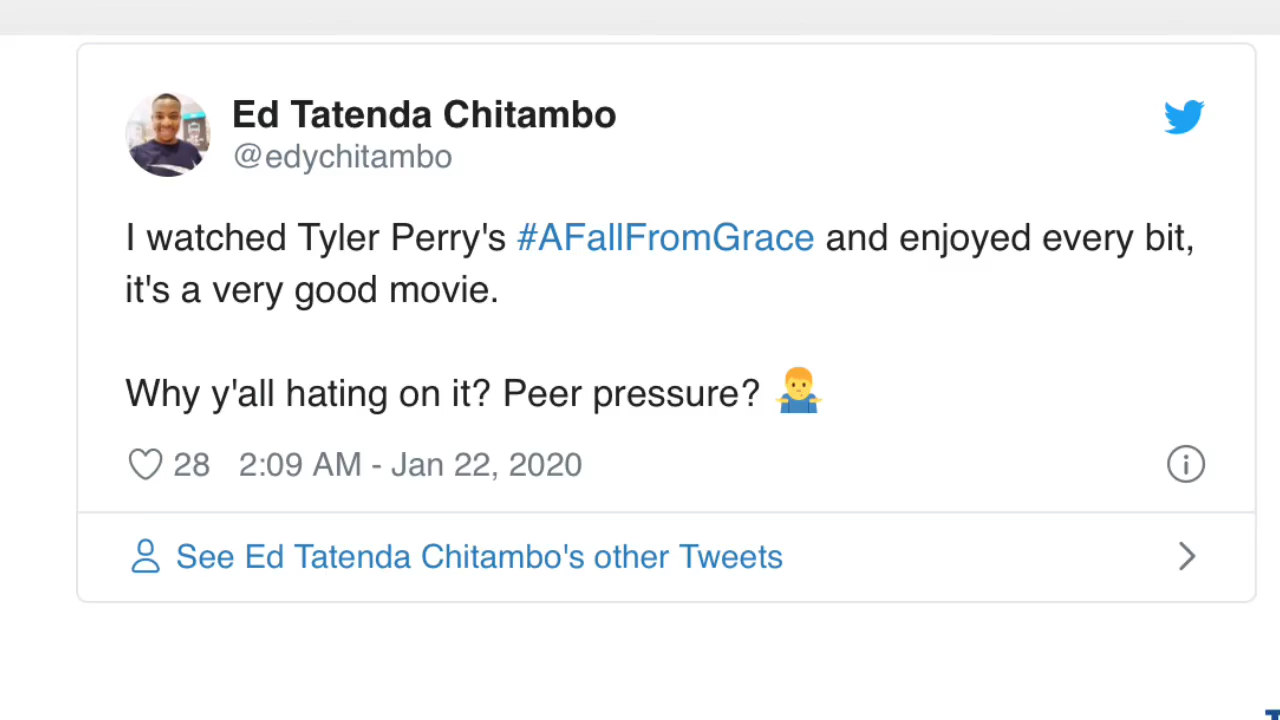 Ed Tatenda Chitambo
@edychitambo
I watched Tyler Perry's #AFallFromGrace and enjoyed every bit,
it's a very good movie.
Why y'all hating on it? Peer pressure? 🤷‍♂️
28 2:09 AM - Jan 22, 2020
See Ed Tatenda Chitambo's other Tweets